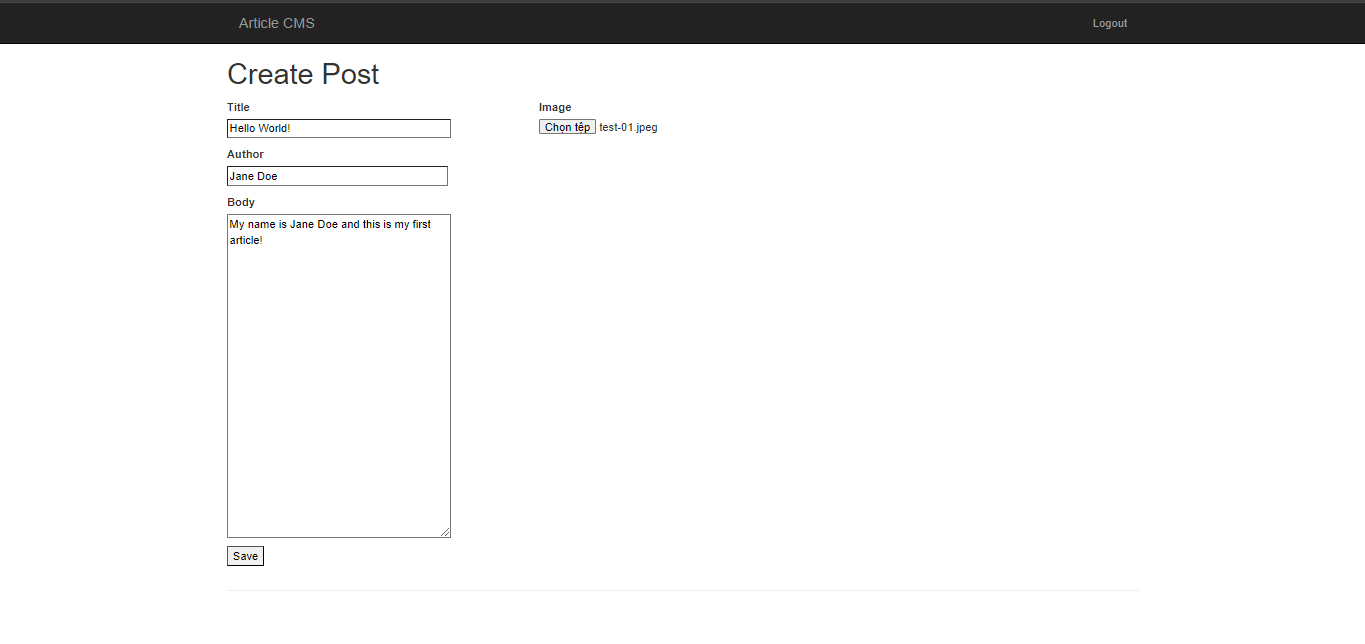 Article CMS
Logout
Create Post
Title
Hello World!
Image
Chọn tệp test-01.jpeg
Author
Jane Doe
Body
My name is Jane Doe and this is my first
article!
Save